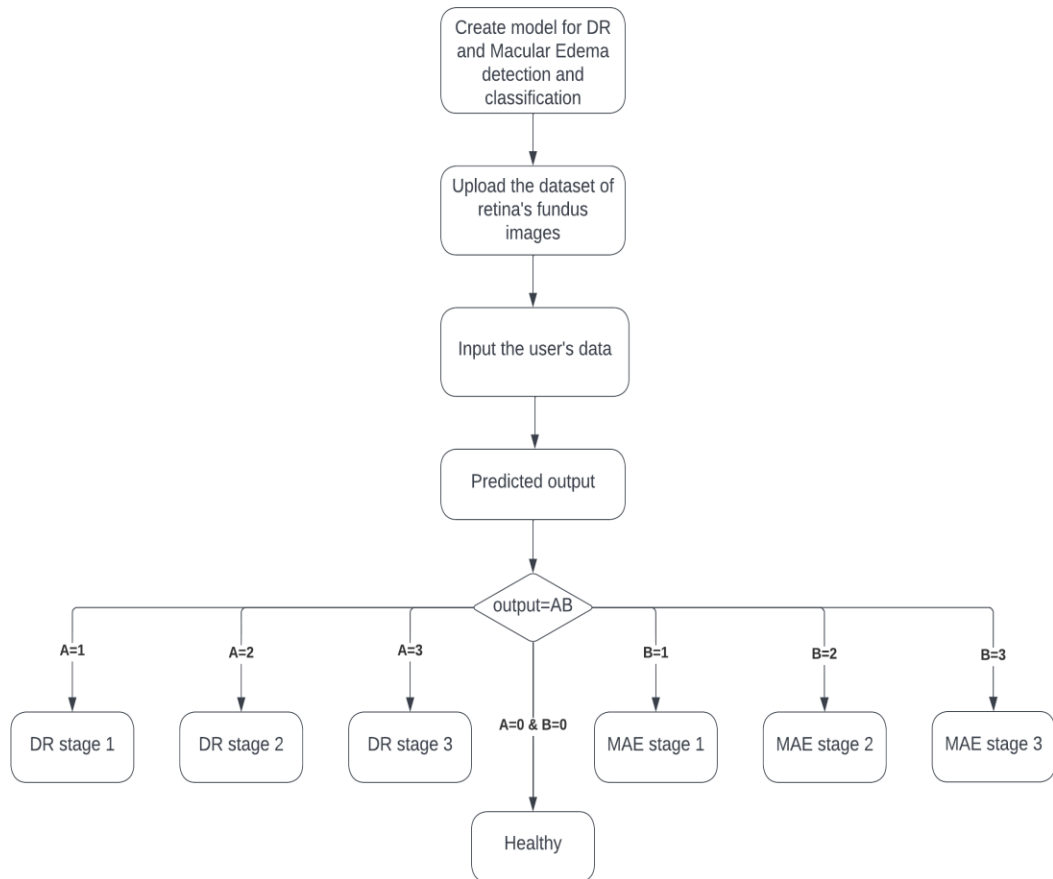 Create model for DR
and Macular Edema
detection and
classification
Upload the dataset of
retina's fundus
images
Input the user's data
Predicted output
output=AB
A=1
A=2
A=3
B=1
B=2
B=3
A=0 & B=0
DR stage 1
DR stage 2
DR stage 3
MAE stage 1
MAE stage 2
MAE stage 3
Healthy